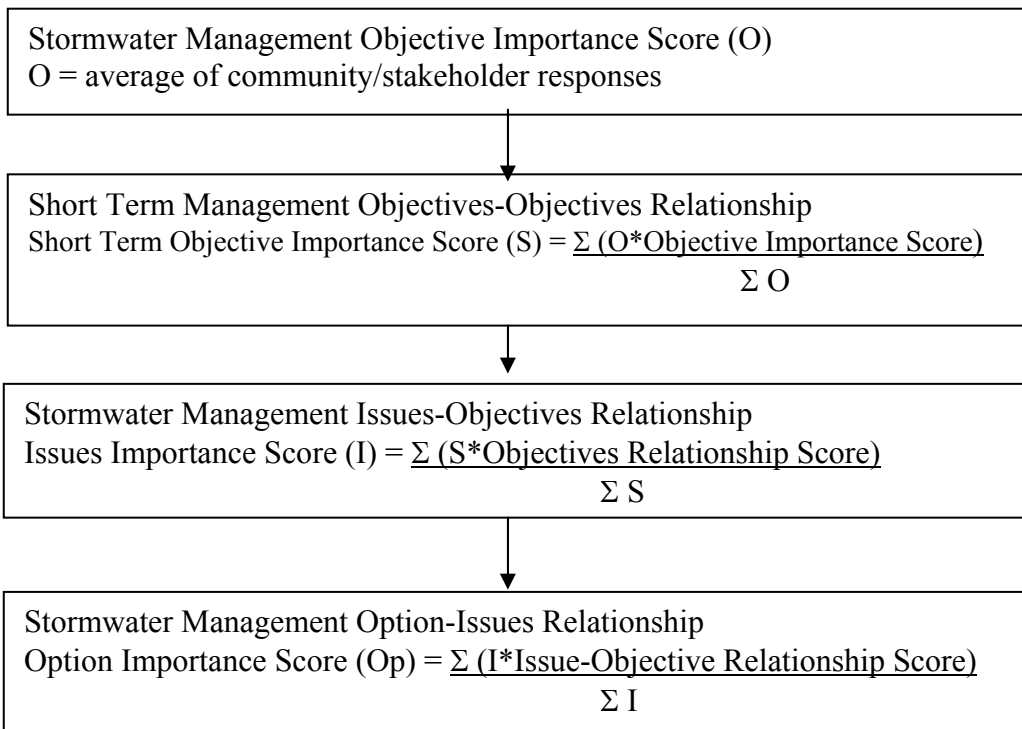 Stormwater Management Objective Importance Score (O)
O = average of community/stakeholder responses
Short Term Management Objectives-Objectives Relationship
Short Term Objective Importance Score (S) = Σ (O*Objective Importance Score)
Σ O
Stormwater Management Issues-Objectives Relationship
Issues Importance Score (I) = Σ (S*Objectives Relationship Score)
Σ S
Stormwater Management Option-Issues Relationship
Option Importance Score (Op) = Σ (I*Issue-Objective Relationship Score)
Σ I